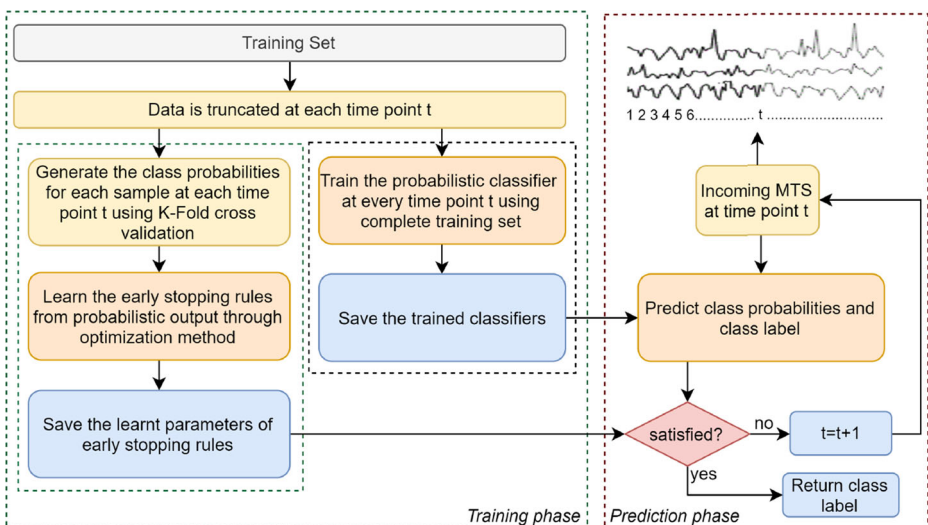 Training Set
Data is truncated at each time point t
Generate the class probabilities
for each sample at each time
point t using K-Fold cross
validation
Learn the early stopping rules
from probabilistic output through
optimization method
Save the learnt parameters of
early stopping rules
Train the probabilistic classifier
at every time point t using
complete training set
Save the trained classifiers
Training phase
1 2 3 4 5 6............... t .............................
Incoming MTS
at time point t
Predict class probabilities and
class label
satisfied?
no
t=t+1
yes
Return class
label
Prediction phase